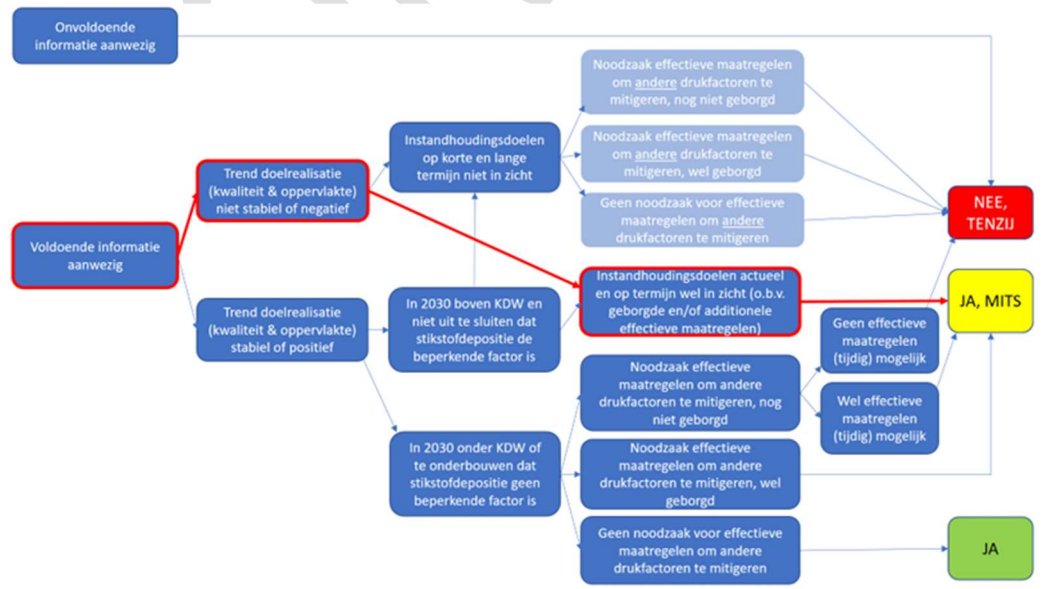 Onvoldoende
informatie aanwezig
Noodzaak effectieve maatregelen
om andere drukfactoren te
mitigeren, nog niet geborgd
Instandhoudingsdoelen
op korte en lange
termijn niet in zicht
Noodzaak effectieve maatregelen
om andere drukfactoren te
mitigeren, wel geborgd
Trend doelrealisatie
(kwaliteit & oppervlakte)
niet stabiel of negatief
Geen noodzaak voor effectieve
maatregelen om andere
drukfactoren te mitigeren
NEE,
TENZIJ
Voldoende informatie
aanwezig
Instandhoudingsdoelen actueel
en op termijn wel in zicht (o.b.v.
geborgde en/of additionele
effectieve maatregelen)
JA, MITS
Trend doelrealisatie
(kwaliteit & oppervlakte)
stabiel of positief
In 2030 boven KDW en
niet uit te sluiten dat
stikstofdepositie de
beperkende factor is
Geen effectieve
maatregelen
(tijdig) mogelijk
Noodzaak effectieve
maatregelen om andere
drukfactoren te mitigeren, nog
niet geborgd
Wel effectieve
maatregelen
(tijdig) mogelijk
In 2030 onder KDW of
te onderbouwen dat
stikstofdepositie geen
beperkende factor is
Noodzaak effectieve
maatregelen om andere
drukfactoren te mitigeren, wel
geborgd
Geen noodzaak voor effectieve
maatregelen om andere
drukfactoren te mitigeren
JA